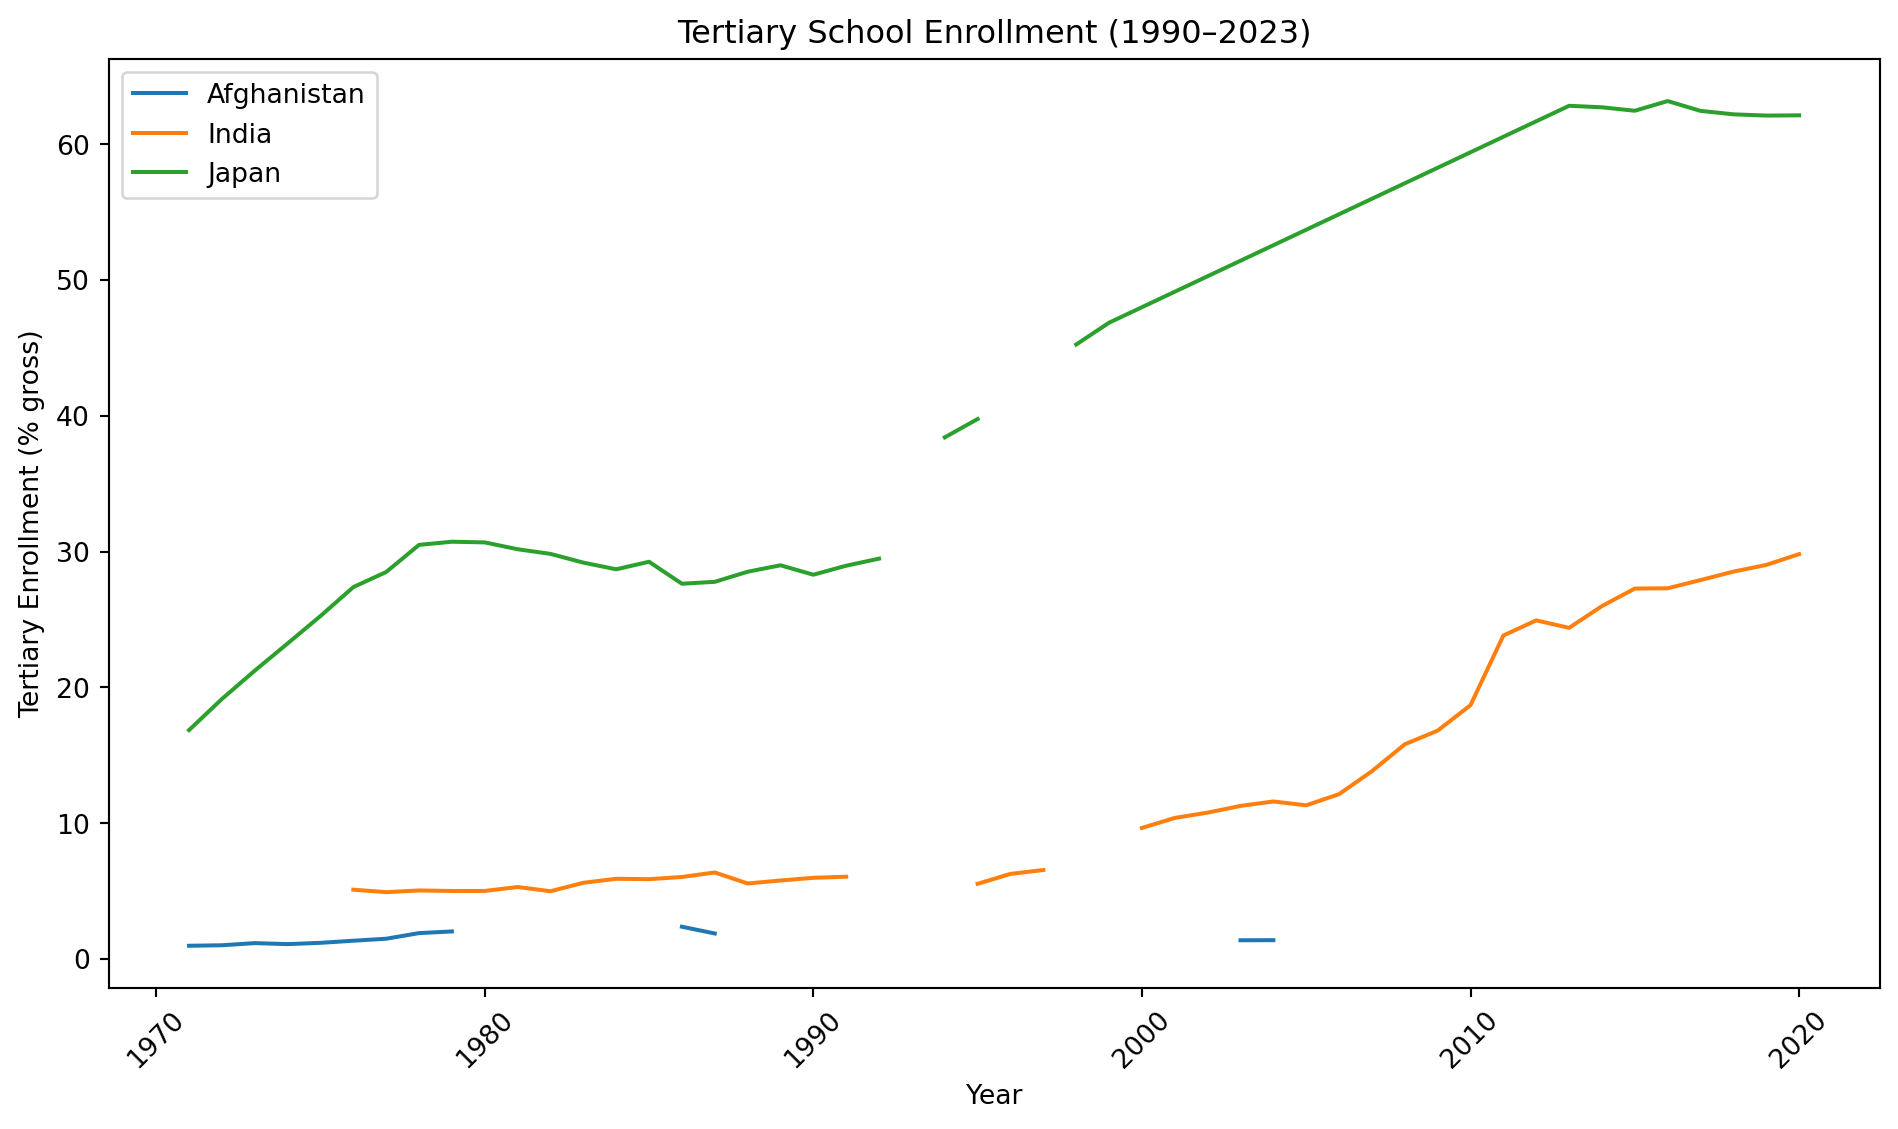 Tertiary School Enrollment (1990–2023)
Afghanistan
India
Japan
Tertiary Enrollment (% gross)
60
50
40
30
20
10
0
1970
1980
1990
2000
2010
2020
Year